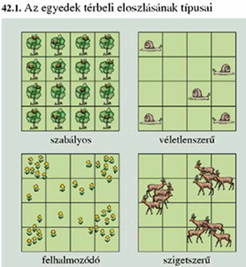 42.1. Az egyedek térbeli eloszlásának típusai
szabályos
véletlenszerű
felhalmozódó
szigetszerű